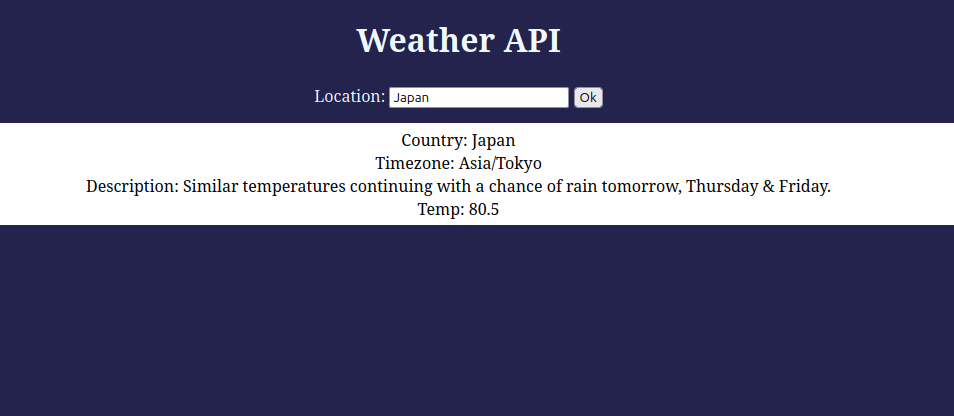 Weather API
Location: Japan Ok
Country: Japan
Timezone: Asia/Tokyo
Description: Similar temperatures continuing with a chance of rain tomorrow, Thursday & Friday.
Temp: 80.5